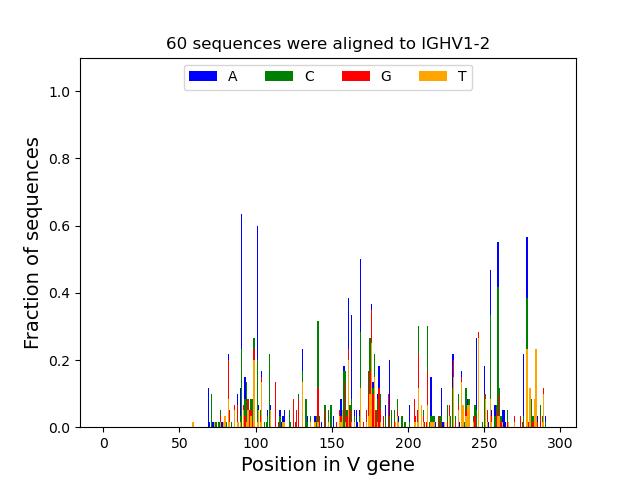 60 sequences were aligned to IGHV1-2
A C G T
1.0
0.8
0.6
0.4
0.2
0.0
Fraction of sequences
0 50 100 150 200 250 300
Position in V gene